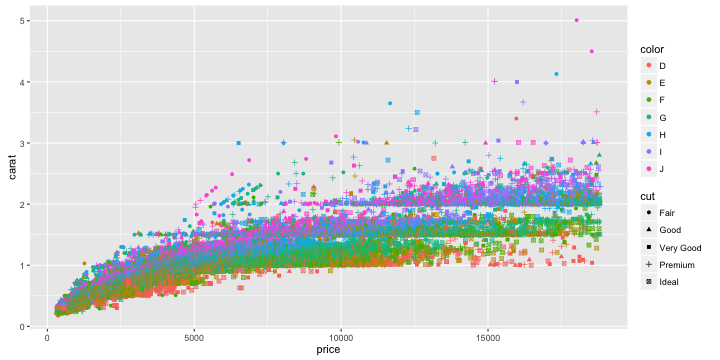 carat
5
4
3
2
1
0
0
5000
10000
15000
price
color
D
E
F
G
H
I
J
cut
Fair
Good
Very Good
Premium
Ideal